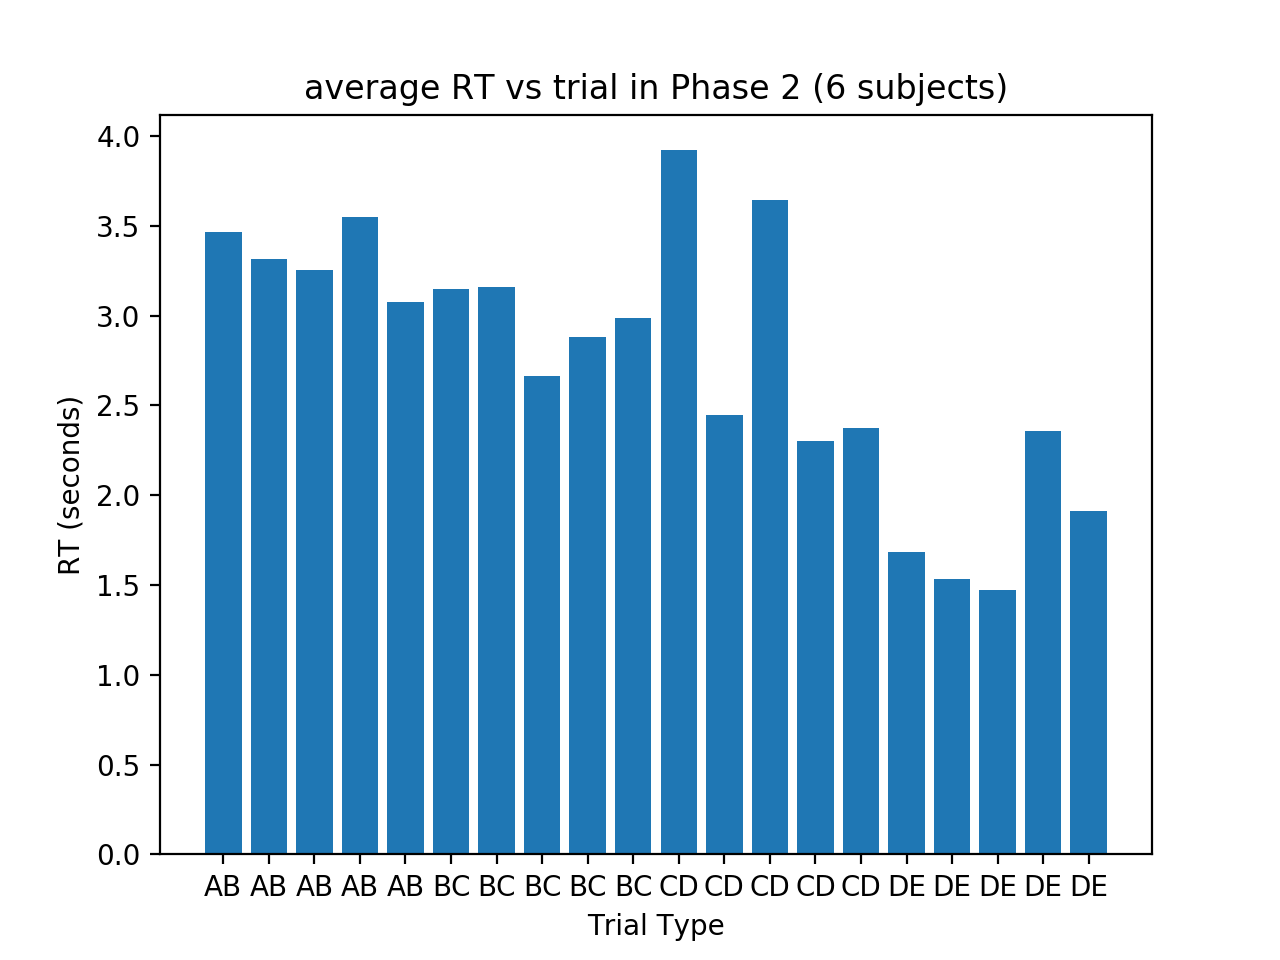 average RT vs trial in Phase 2 (6 subjects)
4.0
3.5
3.0
2.5
2.0
1.5
1.0
0.5
0.0
RT (seconds)
AB AB AB AB AB BC BC BC BC BC CD CD CD CD CD DE DE DE DE DE
Trial Type